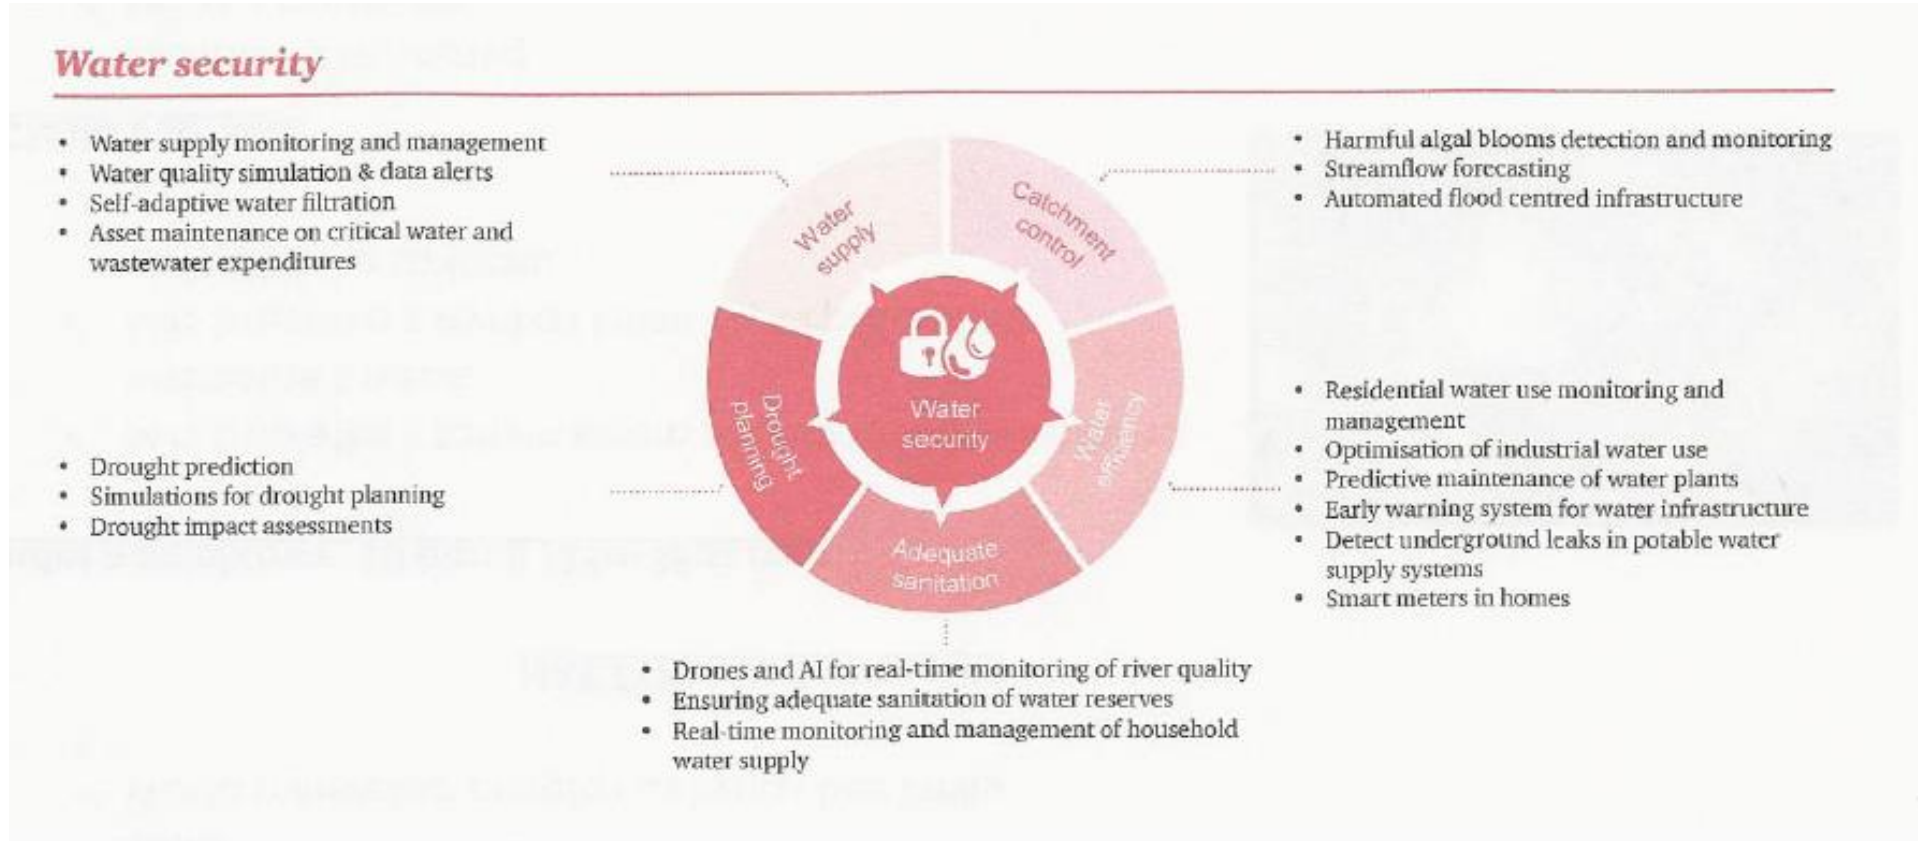 Water security
• Water supply monitoring and management
• Water quality simulation & data alerts
• Self-adaptive water filtration
• Asset maintenance on critical water and
wastewater expenditures
• Harmful algal blooms detection and monitoring
• Streamflow forecasting
• Automated flood centred infrastructure
Water
supply
Catchment
control
Drought
planning
Water
security
Water
efficiency
Adequate
sanitation
• Drought prediction
• Simulations for drought planning
• Drought impact assessments
• Residential water use monitoring and
management
• Optimisation of industrial water use
• Predictive maintenance of water plants
• Early warning system for water infrastructure
• Detect underground leaks in potable water
supply systems
• Smart meters in homes
• Drones and AI for real-time monitoring of river quality
• Ensuring adequate sanitation of water reserves
• Real-time monitoring and management of household
water supply